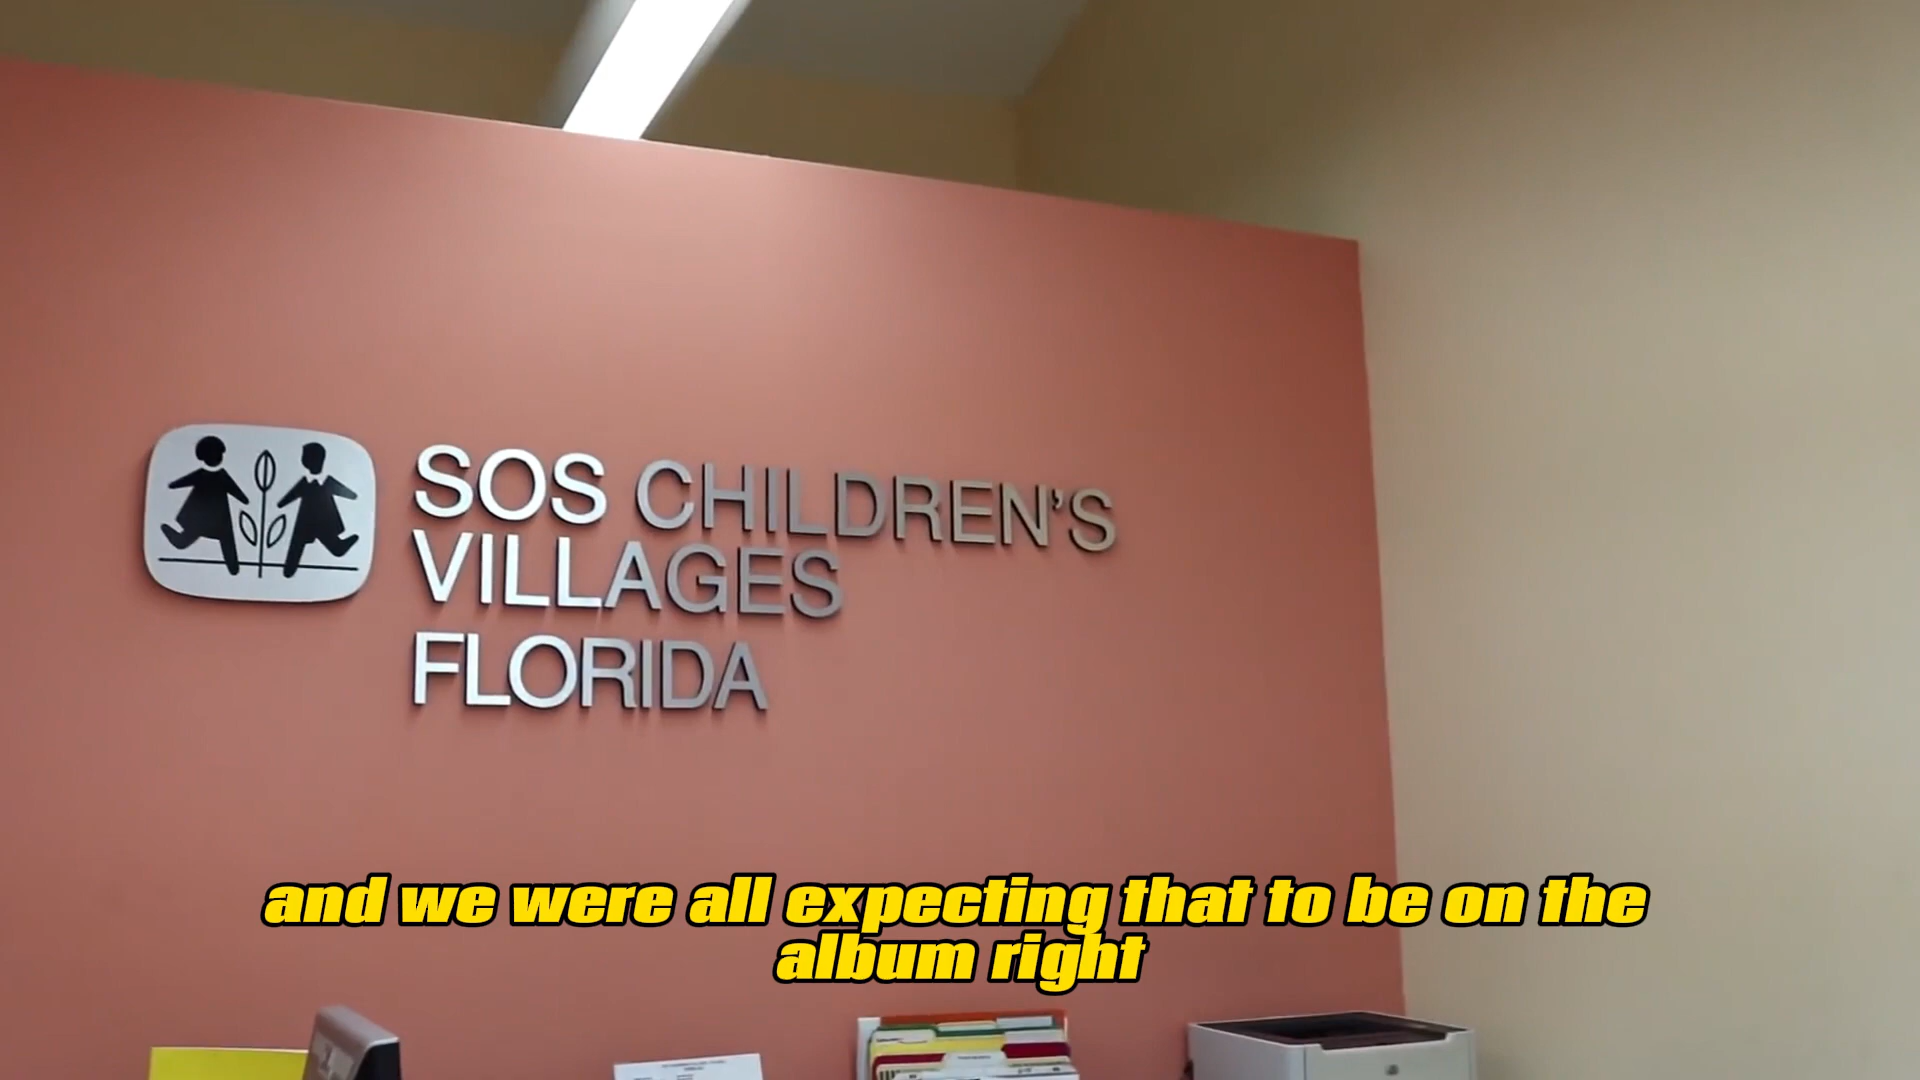 SOS CHILDREN'S
VILLAGES
FLORIDA
and we were all expecting that to be on the
album right